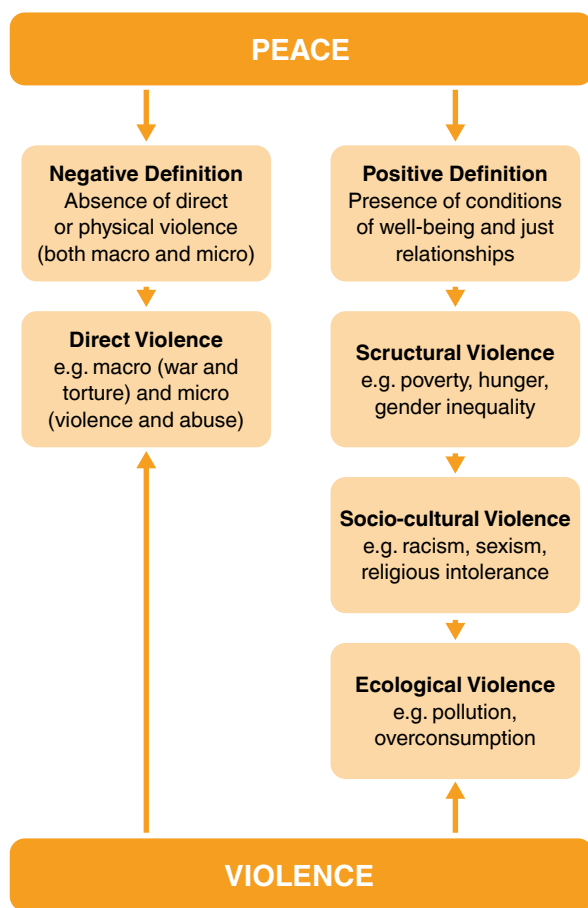 PEACE
Negative Definition
Absence of direct
or physical violence
(both macro and micro)
Direct Violence
e.g. macro (war and
torture) and micro
(violence and abuse)
Positive Definition
Presence of conditions
of well-being and just
relationships
Scructural Violence
e.g. poverty, hunger,
gender inequality
Socio-cultural Violence
e.g. racism, sexism,
religious intolerance
Ecological Violence
e.g. pollution,
overconsumption
VIOLENCE